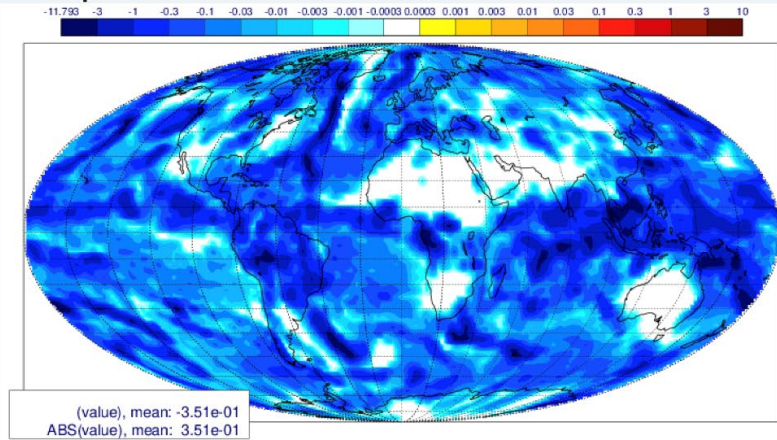 -11.793 -3 -1 -0.3 -0.1 -0.03 -0.01 -0.003 -0.001 -0.0003 0.0003 0.001 0.003 0.01 0.03 0.1 0.3 1 3 10
(value), mean: -3.51e-01
ABS(value), mean: 3.51e-01